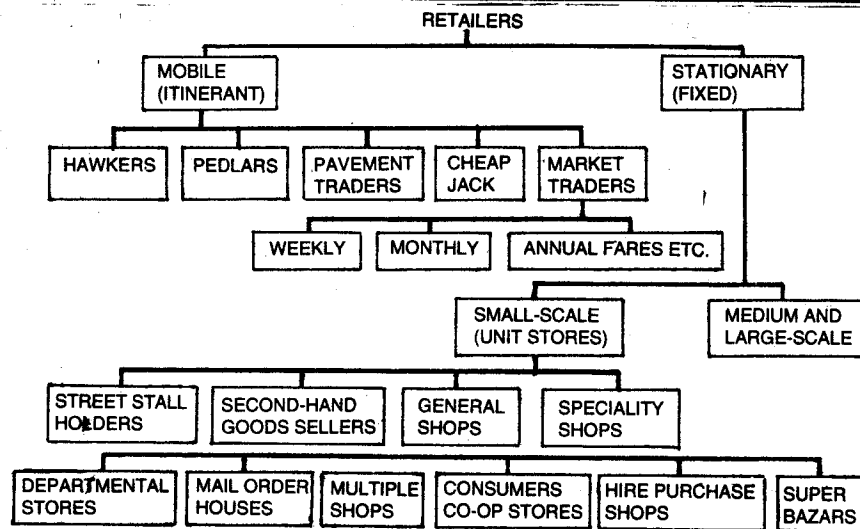 RETAILERS
MOBILE
(ITINERANT)
STATIONARY
(FIXED)
HAWKERS
PEDLARS
PAVEMENT
TRADERS
CHEAP
JACK
MARKET
TRADERS
WEEKLY
MONTHLY
ANNUAL FARES ETC.
SMALL-SCALE
(UNIT STORES)
MEDIUM AND
LARGE-SCALE
STREET STALL
HOLDERS
SECOND-HAND
GOODS SELLERS
GENERAL
SHOPS
SPECIALITY
SHOPS
DEPARTMENTAL
STORES
MAIL ORDER
HOUSES
MULTIPLE
SHOPS
CONSUMERS
CO-OP STORES
HIRE PURCHASE
SHOPS
SUPER
BAZARS